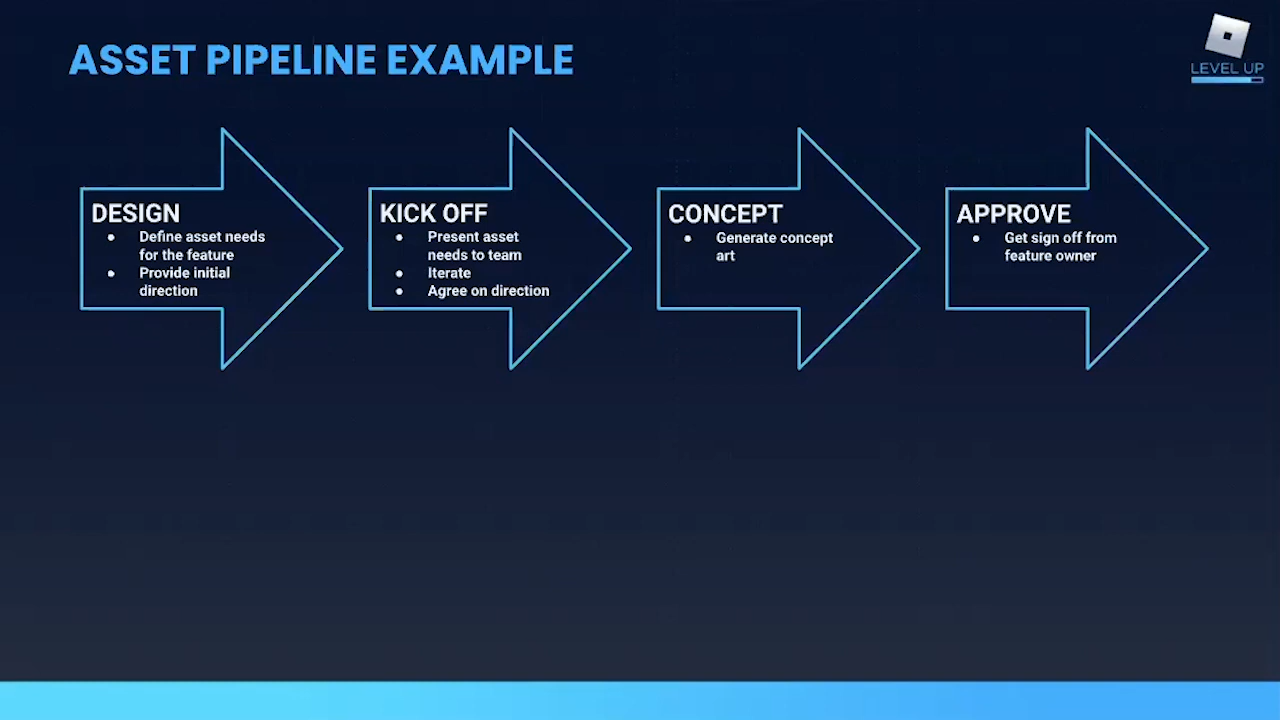 ASSET PIPELINE EXAMPLE
LEVEL UP
DESIGN
● Define asset needs
for the feature
● Provide initial
direction
KICK OFF
● Present asset
needs to team
● Iterate
● Agree on direction
CONCEPT
● Generate concept
art
APPROVE
● Get sign off from
feature owner